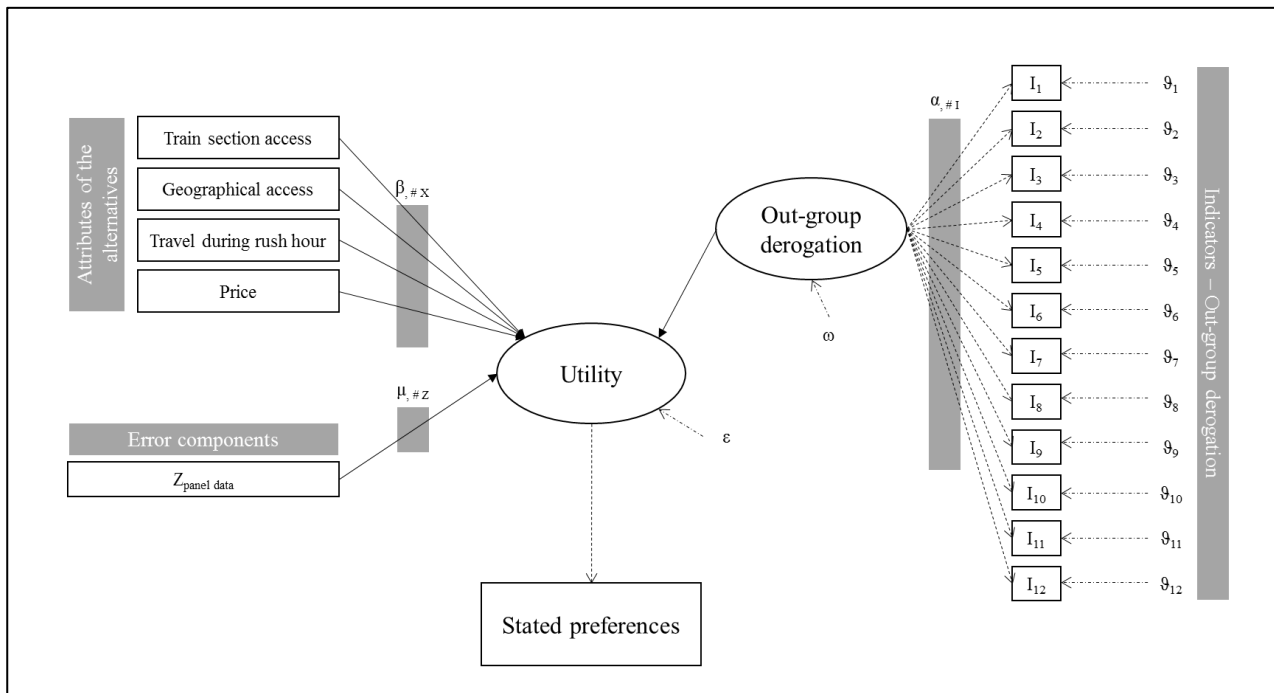 Attributes of the
alternatives
Train section access
Geographical access
Travel during rush hour
Price
β, # X
Error components
Z panel data
μ, # Z
Utility
ε
Stated preferences
Out-group
derogation
ω
α, # I
I1
I2
I3
I4
I5
I6
I7
I8
I9
I10
I11
I12
ϑ1
ϑ2
ϑ3
ϑ4
ϑ5
ϑ6
ϑ7
ϑ8
ϑ9
ϑ10
ϑ11
ϑ12
Indicators – Out-group derogation